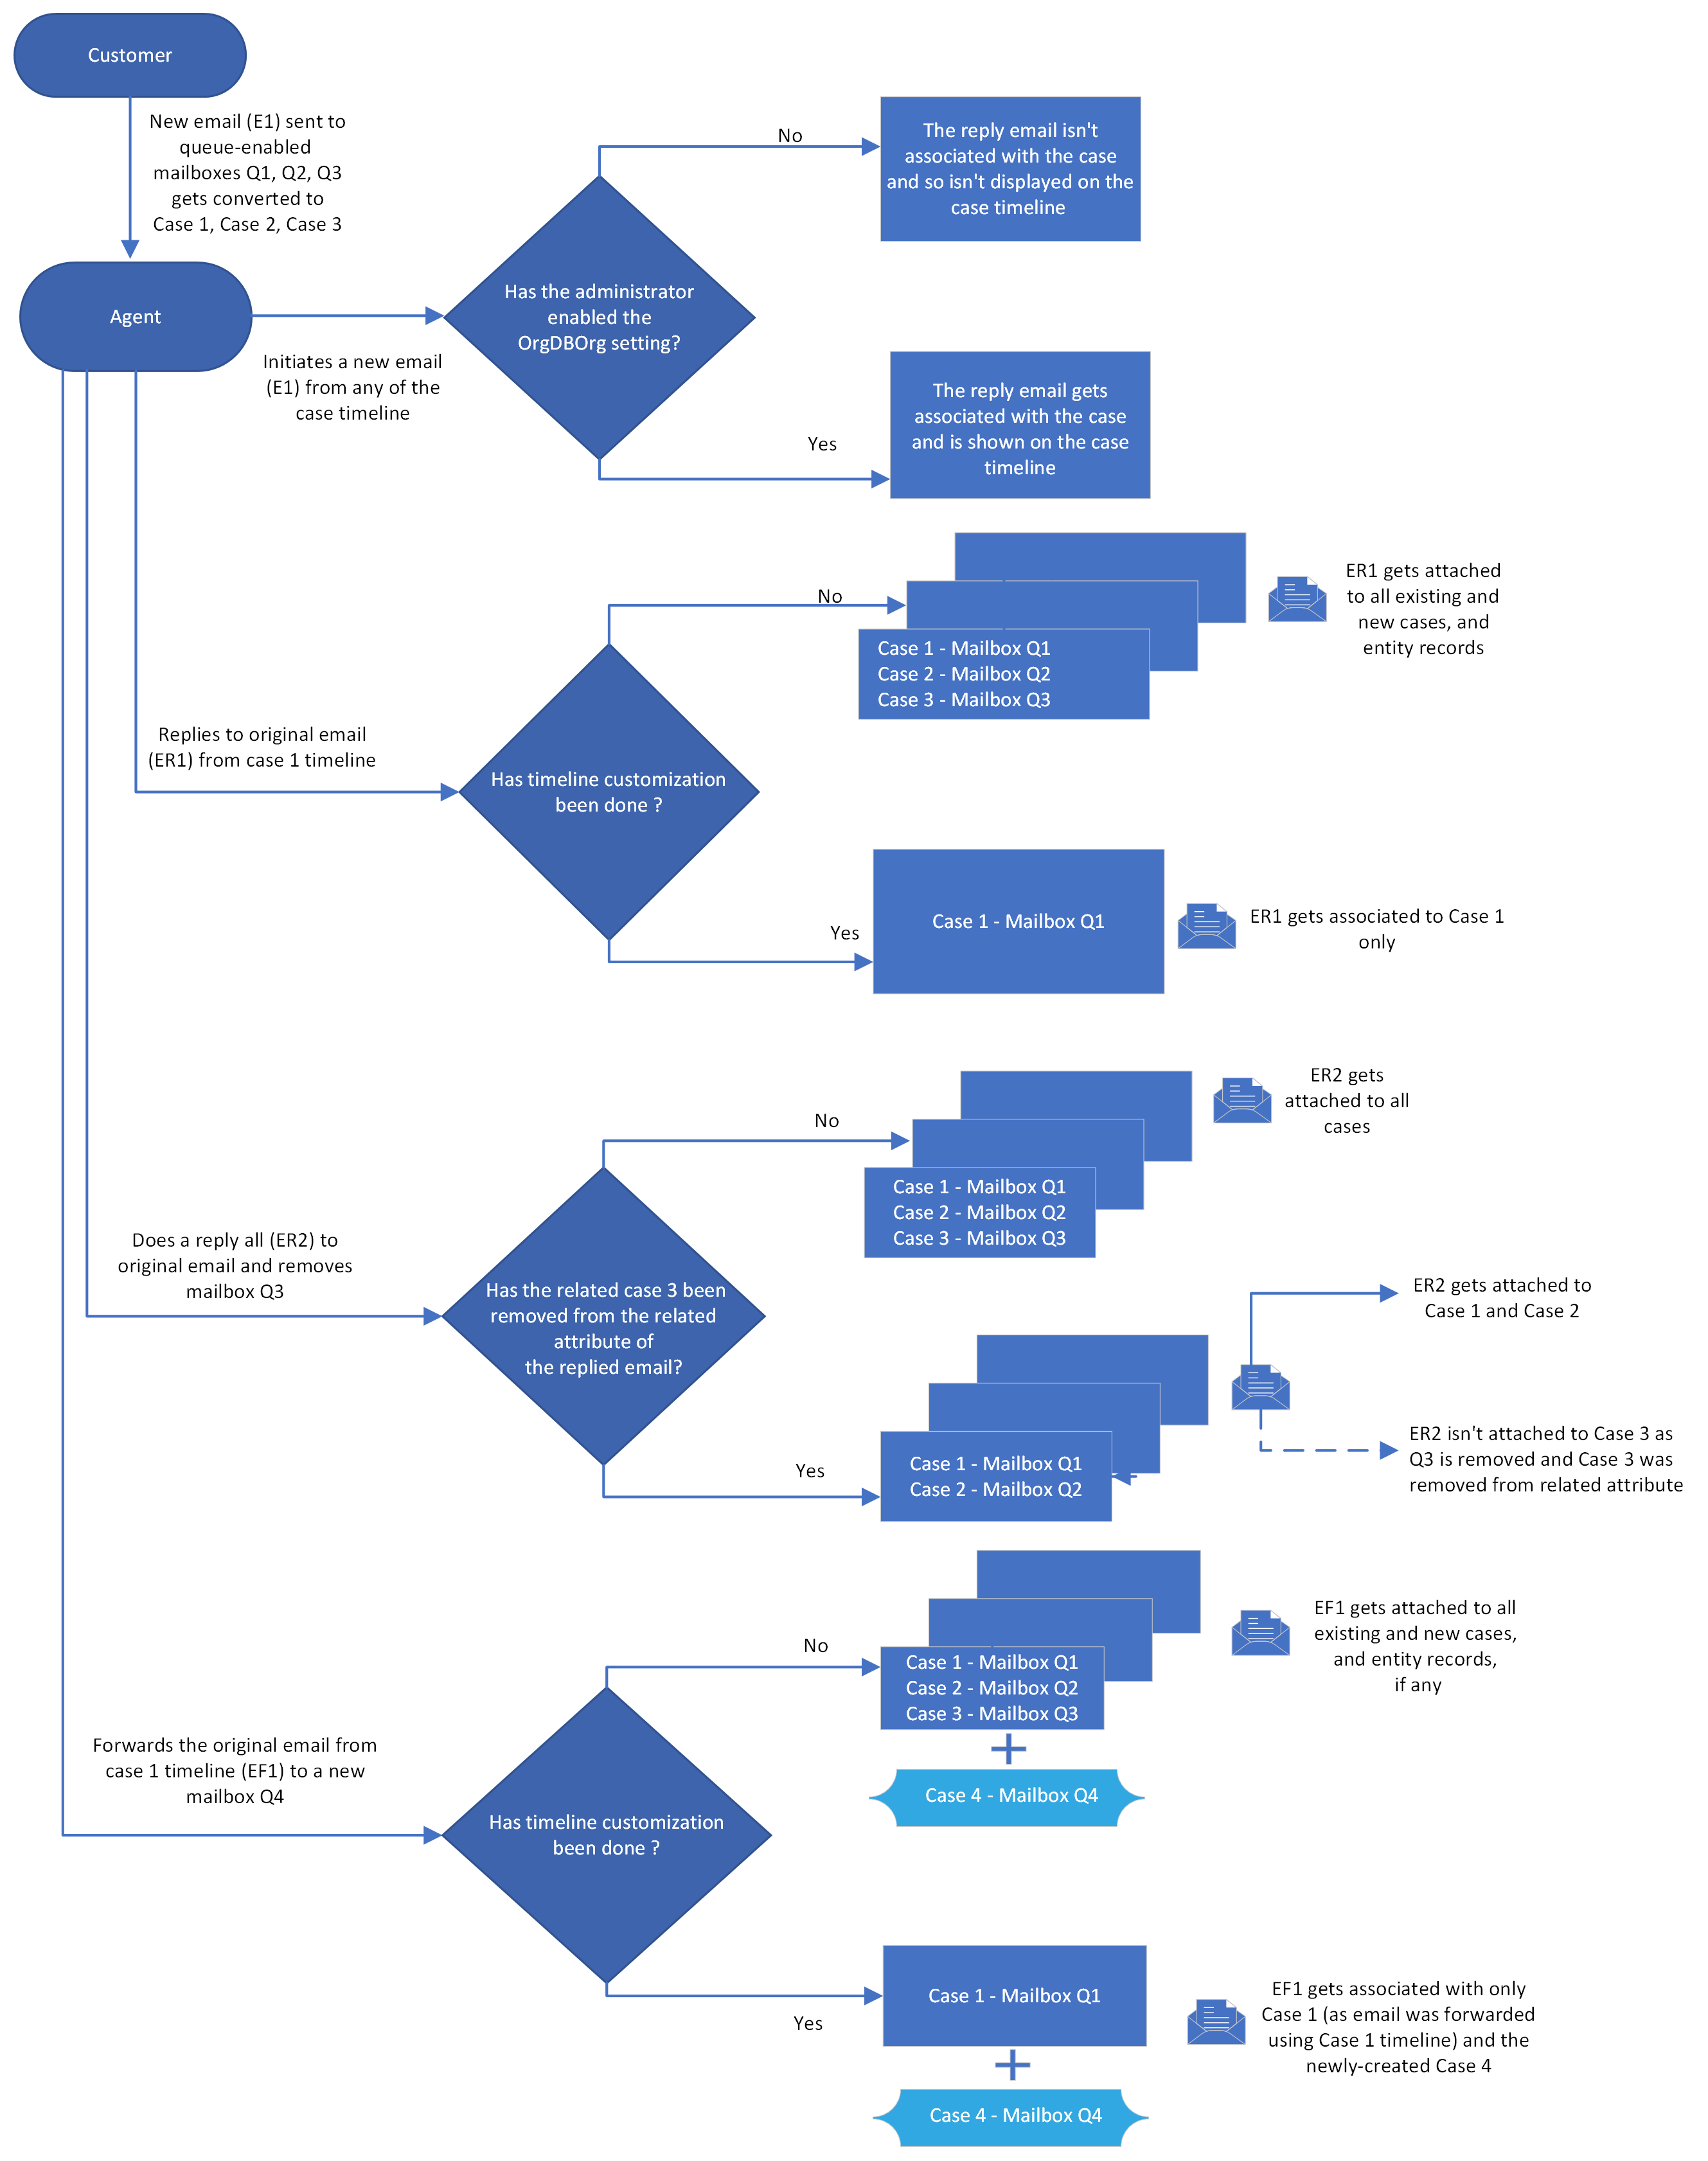 Customer
New email (E1) sent to
queue-enabled
mailboxes Q1, Q2, Q3
gets converted to
Case 1, Case 2, Case 3
Agent
Initiates a new email
(E1) from any of the
case timeline
Has the administrator
enabled the
OrgDBOrg setting?
No
The reply email isn't
associated with the case
and so isn't displayed on the
case timeline
Yes
The reply email gets
associated with the case
and is shown on the case
timeline
Replies to original email
(ER1) from case 1 timeline
Has timeline customization
been done ?
No
Case 1 - Mailbox Q1
Case 2 - Mailbox Q2
Case 3 - Mailbox Q3
ER1 gets attached
to all existing and
new cases, and
entity records
Yes
Case 1 - Mailbox Q1
ER1 gets associated to Case 1
only
Does a reply all (ER2) to
original email and removes
mailbox Q3
Has the related case 3 been
removed from the related
attribute of
the replied email?
No
Case 1 - Mailbox Q1
Case 2 - Mailbox Q2
Case 3 - Mailbox Q3
ER2 gets
attached to all
cases
Yes
Case 1 - Mailbox Q1
Case 2 - Mailbox Q2
ER2 gets attached to
Case 1 and Case 2
ER2 isn't attached to Case 3 as
Q3 is removed and Case 3 was
removed from related attribute
Forwards the original email from
case 1 timeline (EF1) to a new
mailbox Q4
Has timeline customization
been done ?
No
Case 1 - Mailbox Q1
Case 2 - Mailbox Q2
Case 3 - Mailbox Q3
Case 4 - Mailbox Q4
EF1 gets attached to all
existing and new cases,
and entity records,
if any
Yes
Case 1 - Mailbox Q1
Case 4 - Mailbox Q4
EF1 gets associated with only
Case 1 (as email was forwarded
using Case 1 timeline) and the
newly-created Case 4